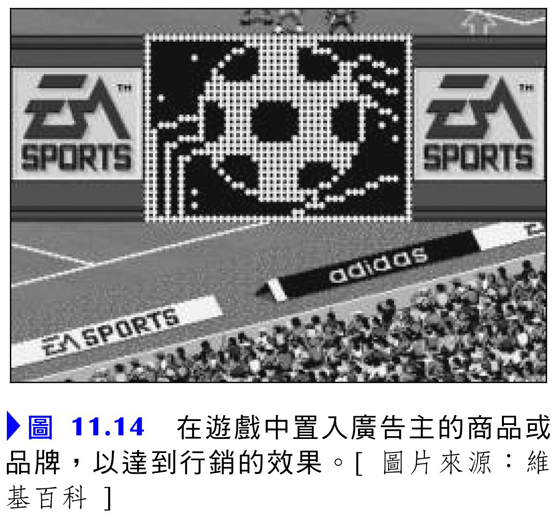 EA ™
SPORTS
EA ™
SPORTS
adidas
EA SPORTS
圖 11.14 在遊戲中置入廣告主的商品或
品牌，以達到行銷的效果。[ 圖片來源：維
基百科 ]